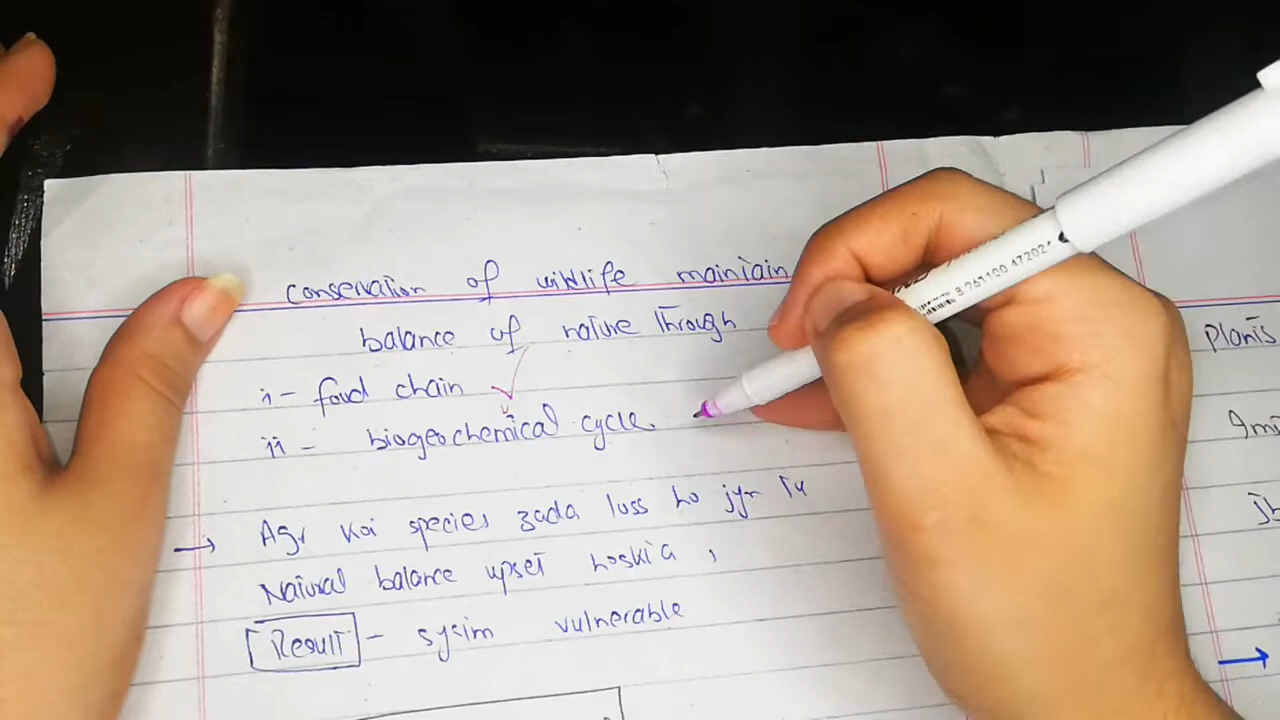 conservation of wildlife maintain
balance of nature through
i- food chain
ii- biogeochemical cycle.
→ Agr koi species zada loss ho jye tu
Natural balance upset hoskta,
Result - system vulnerable
Plants